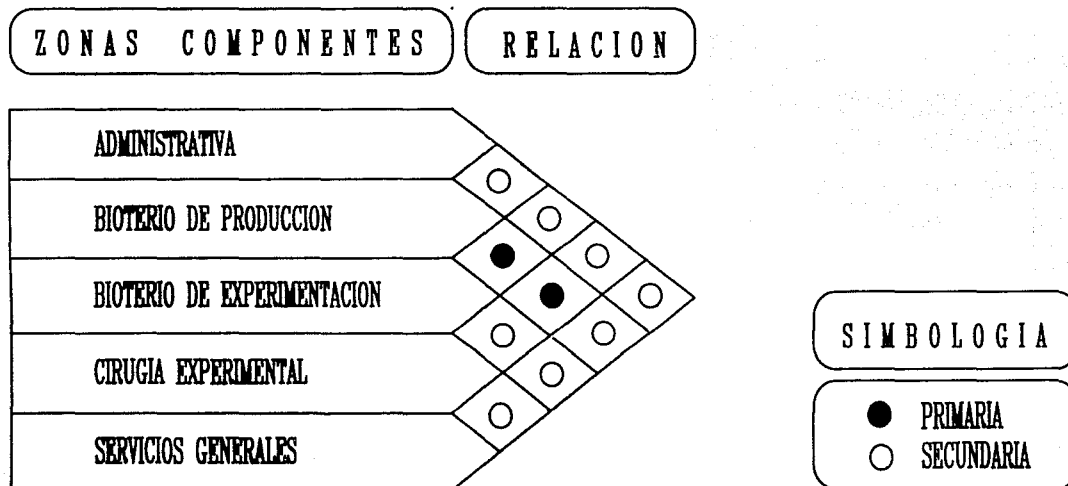 ZONAS COMPONENTES
RELACION
ADMINISTRATIVA
BIOTERIO DE PRODUCCION
BIOTERIO DE EXPERIMENTACION
CIRUGIA EXPERIMENTAL
SERVICIOS GENERALES
SIMBOLOGIA
PRIMARIA
SECUNDARIA